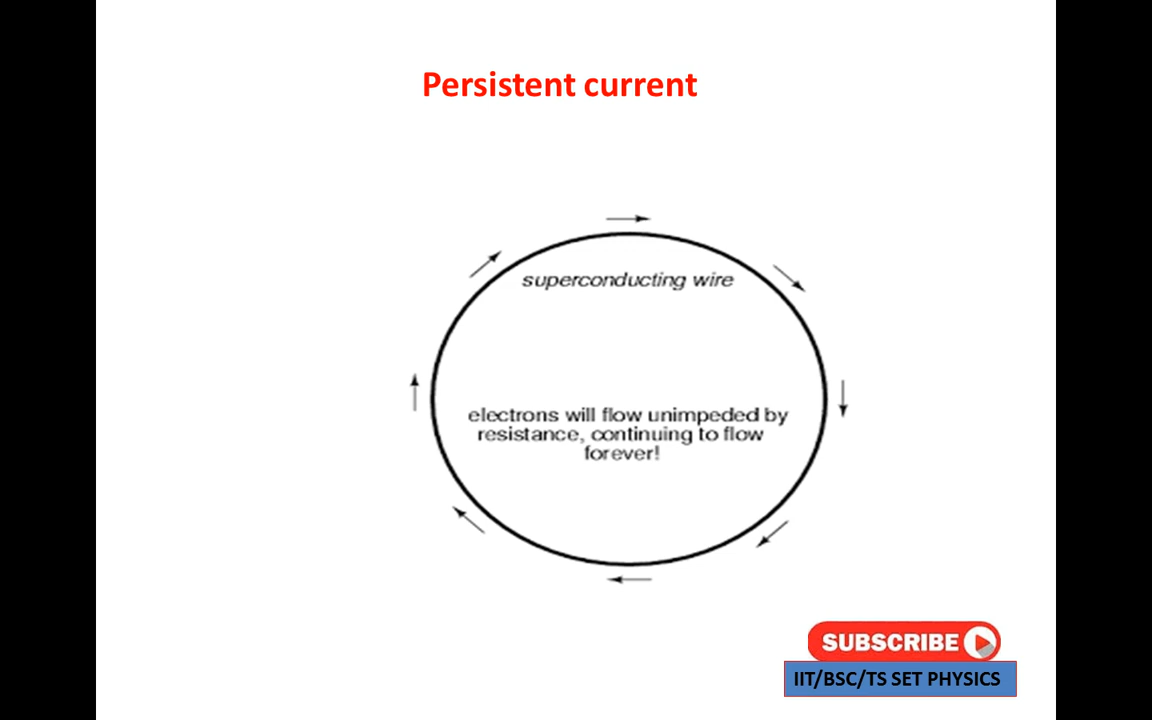 Persistent current
superconducting wire
electrons will flow unimpeded by
resistance, continuing to flow
forever!
SUBSCRIBE
IIT/BSC/TS SET PHYSICS